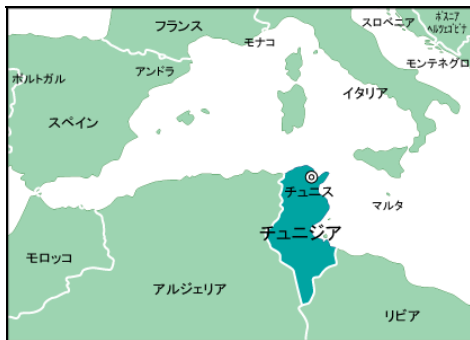 フランス
スロベニア
ボスニア
ヘルツェゴビナ
モナコ
モンテネグロ
アンドラ
ポルトガル
イタリア
スペイン
チュニス
マルタ
チュニジア
モロッコ
アルジェリア
リビア